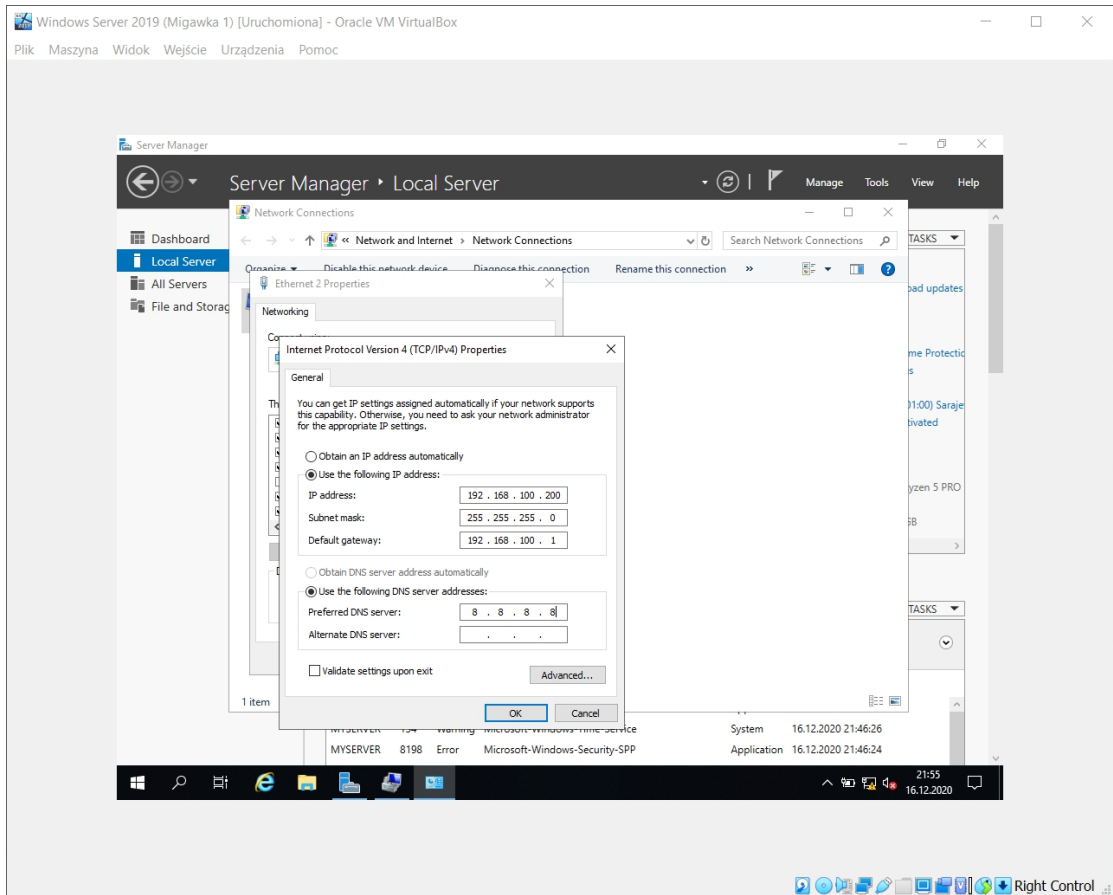 Windows Server 2019 (Migawka 1) [Uruchomiona] - Oracle VM VirtualBox
Plik Maszyna Widok Wejście Urządzenia Pomoc
Server Manager
Server Manager Local Server
Manage Tools View Help
Network Connections
Dashboard
Local Server
All Servers
File and Storag
« Network and Internet › Network Connections
Search Network Connections
TASKS
Organize Disable this network device Diagnose this connection Rename this connection »
Ethernet 2 Properties
oad updates
Networking
Internet Protocol Version 4 (TCP/IPv4) Properties
me Protectio
General
Th
You can get IP settings assigned automatically if your network supports
this capability. Otherwise, you need to ask your network administrator
for the appropriate IP settings.
01:00) Saraje
tivated
Obtain an IP address automatically
Use the following IP address:
IP address: 192 . 168 . 100 . 200
yzen 5 PRO
Subnet mask: 255 . 255 . 255 . 0
Default gateway: 192 . 168 . 100 . 1
Obtain DNS server address automatically
Use the following DNS server addresses:
Preferred DNS server: 8 . 8 . 8 . 8
TASKS
Alternate DNS server: . . .
Validate settings upon exit
Advanced...
1 item
OK Cancel
System 16.12.2020 21:46:26
MYSERVER 8198 Error Microsoft-Windows-Security-SPP Application 16.12.2020 21:46:24
21:55
16.12.2020
Right Control